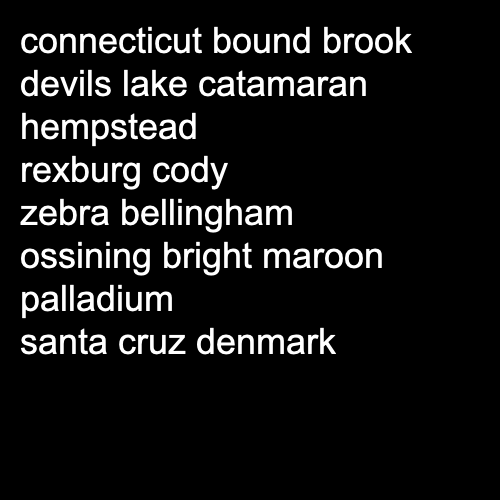 connecticut bound brook
devils lake catamaran
hempstead
rexburg cody
zebra bellingham
ossining bright maroon
palladium
santa cruz denmark